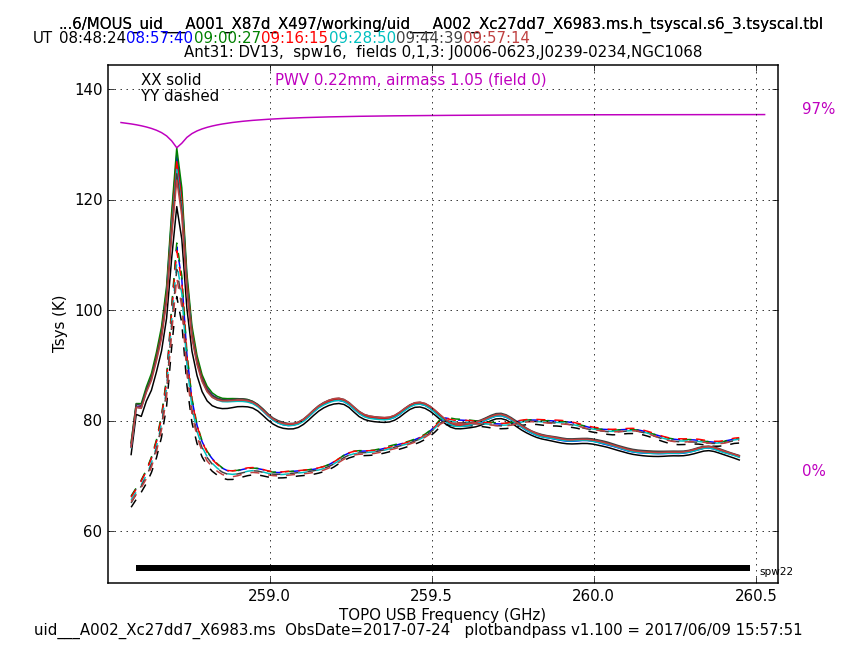 ...6/MOUS_uid___A001_X87d_X497/working/uid___A002_Xc27dd7_X6983.ms.h_tsyscal.s6_3.tsyscal.tbl
UT 08:48:24 08:57:40 09:00:27 09:16:15 09:28:50 09:44:39 09:57:14
Ant31: DV13, spw16, fields 0,1,3: J0006-0623,J0239-0234,NGC1068
XX solid
YY dashed
PWV 0.22mm, airmass 1.05 (field 0)
97%
0%
140
120
100
80
60
Tsys (K)
spw22
259.0 259.5 260.0 260.5
TOPO USB Frequency (GHz)
uid___A002_Xc27dd7_X6983.ms ObsDate=2017-07-24 plotbandpass v1.100 = 2017/06/09 15:57:51